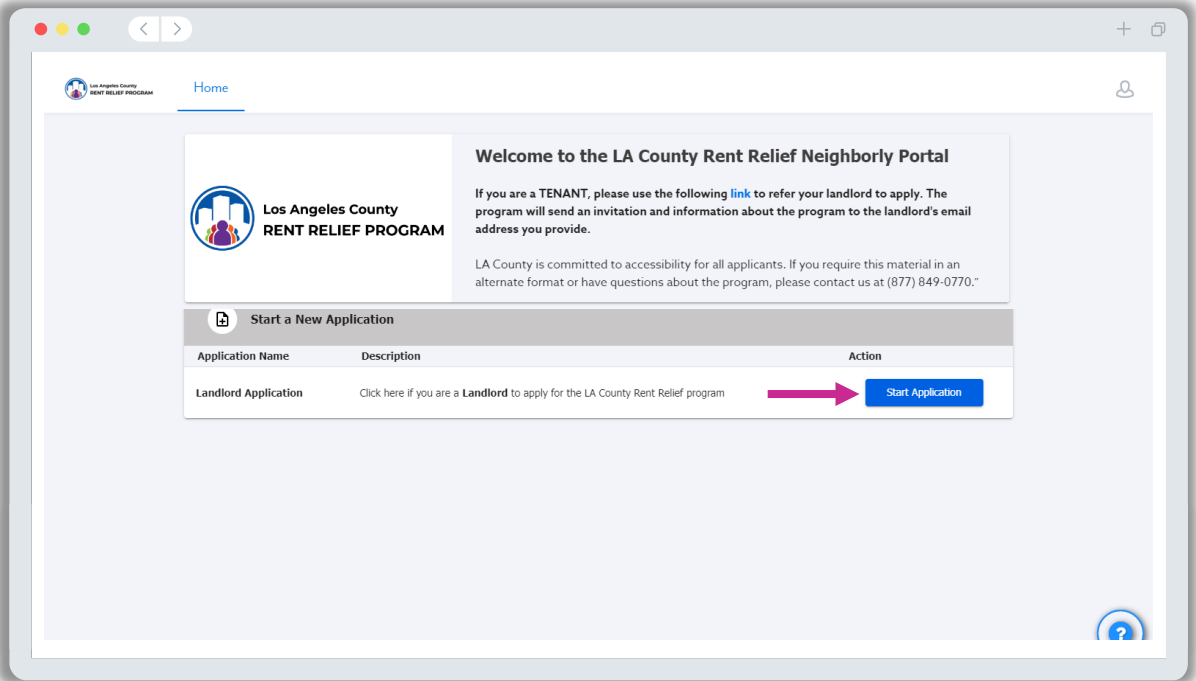 Los Angeles County
RENT RELIEF PROGRAM
Home
Welcome to the LA County Rent Relief Neighborly Portal
Los Angeles County
RENT RELIEF PROGRAM
If you are a TENANT, please use the following link to refer your landlord to apply. The
program will send an invitation and information about the program to the landlord's email
address you provide.
LA County is committed to accessibility for all applicants. If you require this material in an
alternate format or have questions about the program, please contact us at (877) 849-0770."
Start a New Application
Application Name Description Action
Landlord Application Click here if you are a Landlord to apply for the LA County Rent Relief program Start Application
?